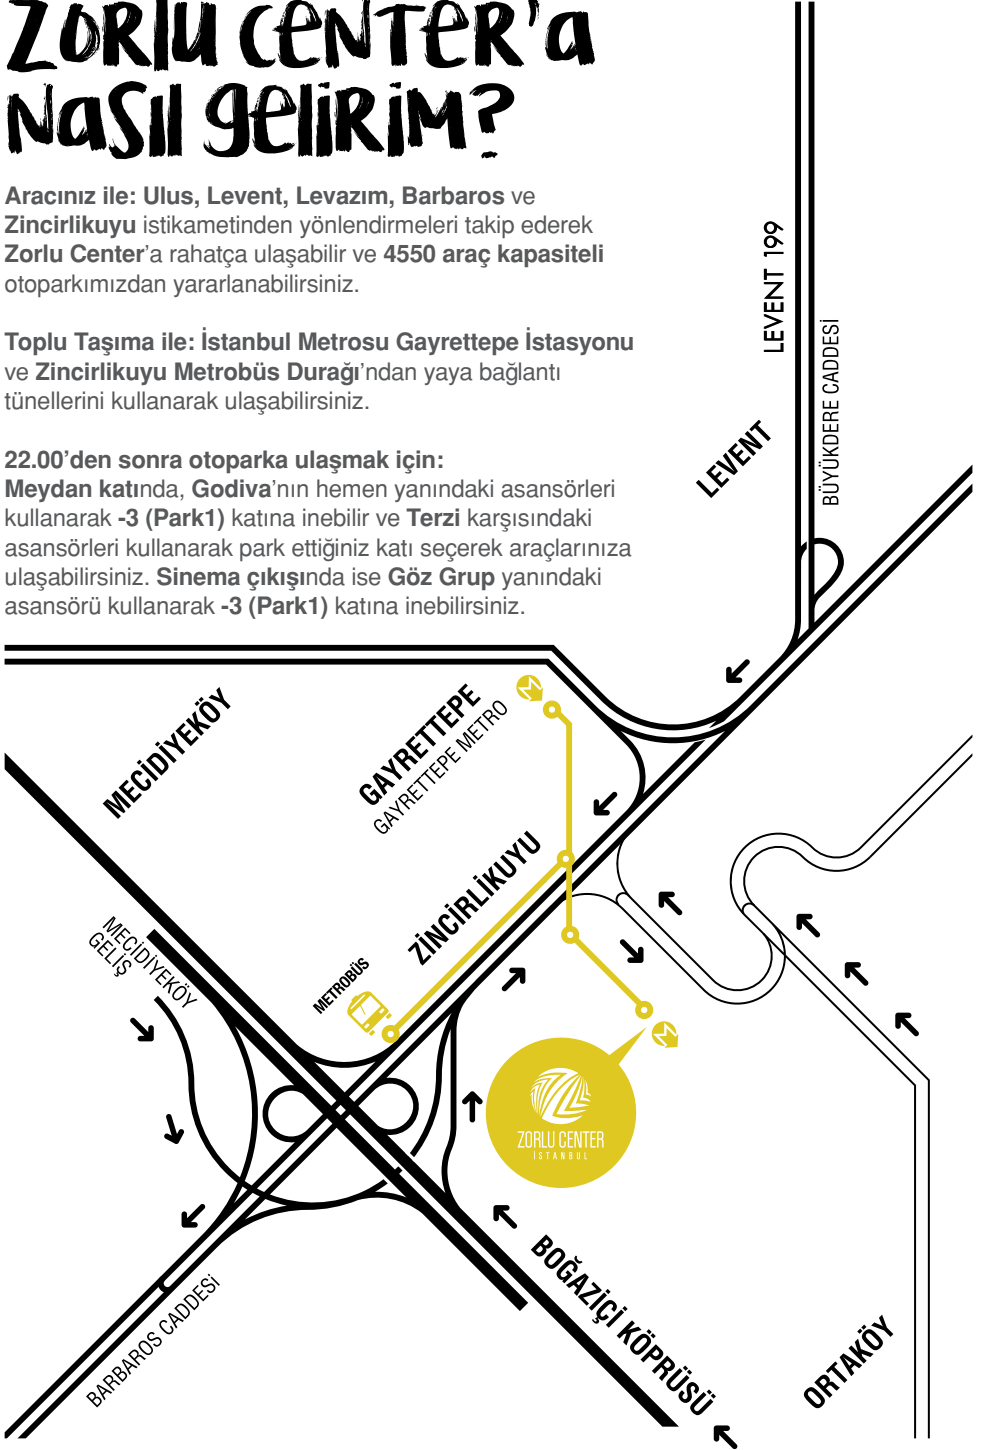 ZORLU CENTER'a
NASIl gELİRİM?
Aracınız ile: Ulus, Levent, Levazım, Barbaros ve
Zincirlikuyu istikametinden yönlendirmeleri takip ederek
Zorlu Center’a rahatça ulaşabilir ve 4550 araç kapasiteli
otoparkımızdan yararlanabilirsiniz.
Toplu Taşıma ile: İstanbul Metrosu Gayrettepe İstasyonu
ve Zincirlikuyu Metrobüs Durağı’ndan yaya bağlantı
tünellerini kullanarak ulaşabilirsiniz.
22.00’den sonra otoparka ulaşmak için:
Meydan katında, Godiva’nın hemen yanındaki asansörleri
kullanarak -3 (Park1) katına inebilir ve Terzi karşısındaki
asansörleri kullanarak park ettiğiniz katı seçerek araçlarınıza
ulaşabilirsiniz. Sinema çıkışında ise Göz Grup yanındaki
asansörü kullanarak -3 (Park1) katına inebilirsiniz.
LEVENT 199
BÜYÜKDERE CADDESİ
LEVENT
MECİDİYEKÖY
GAYRETTEPE
GAYRETTEPE METRO
M
ZİNCİRLİKUYU
MECİDİYEKÖY
GELİŞ
METROBÜS
M
ZORLU CENTER
İSTANBUL
BOĞAZİÇİ KÖPRÜSÜ
BARBAROS CADDESİ
ORTAKÖY